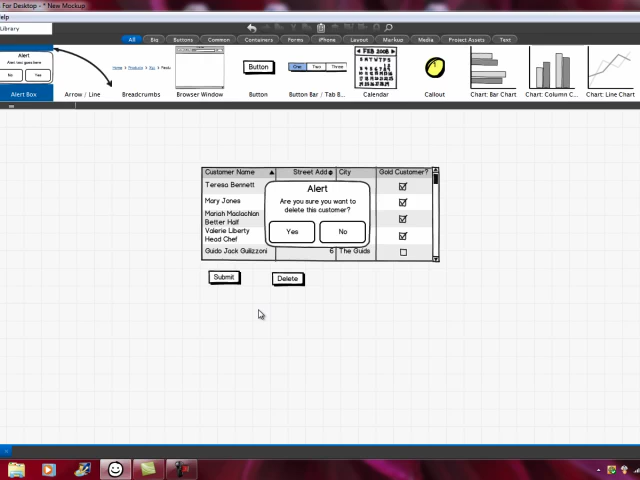 For Desktop - * New Mockup
elp
Library
All Big Buttons Common Containers Forms iPhone Layout Markup Media Project Assets Text
Alert
Alert text goes here
No Yes
Home Products
Button
One Two Three
FEB 2008
S M T W T F S
Alert Box Arrow / Line Breadcrumbs Browser Window Button Button Bar / Tab B... Calendar Callout Chart: Bar Chart Chart: Column C... Chart: Line Chart
Customer Name Street Add City Gold Customer?
Teresa Bennett
Mary Jones
Mariah Maclachlan
Better Half
Valerie Liberty
Head Chef
Guido Jack Guilizzoni 6 The Guids
Alert
Are you sure you want to
delete this customer?
Yes No
Submit Delete